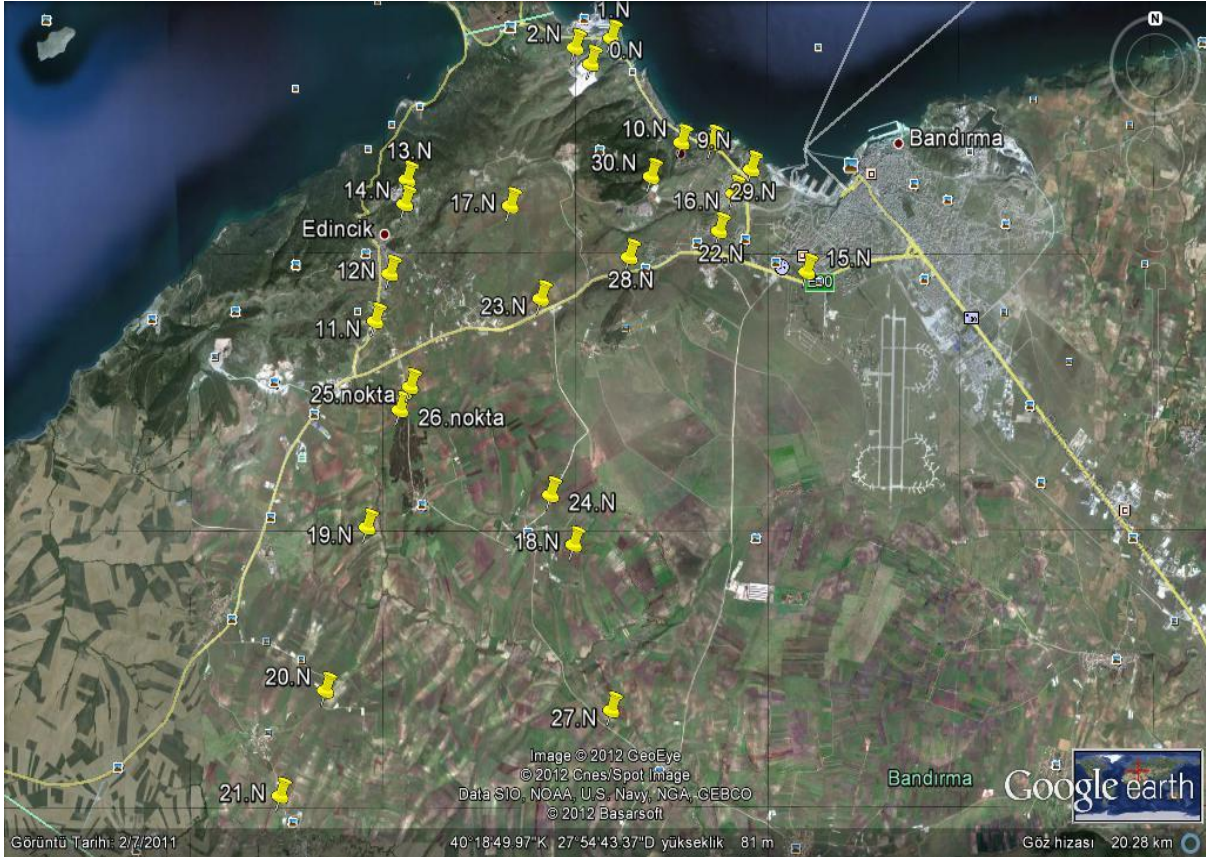 1.N
2.N
0.N
N
10.N
9.N
Bandırma
13.N
30.N
14.N
17.N
16.N
29.N
Edincik
22.N
12N
28.N
15.N
23.N
11.N
25.nokta
26.nokta
24.N
19.N
18.N
20.N
27.N
21.N
Image © 2012 GeoEye
© 2012 Cnes/Spot Image
Data SIO, NOAA, U.S. Navy, NGA, GEBCO
© 2012 Basarsoft
Bandırma
Google earth
Görüntü Tarihi: 2/7/2011
40°18'49.97"K 27°54'43.37"D yükseklik 81 m
Göz hizası 20.28 km